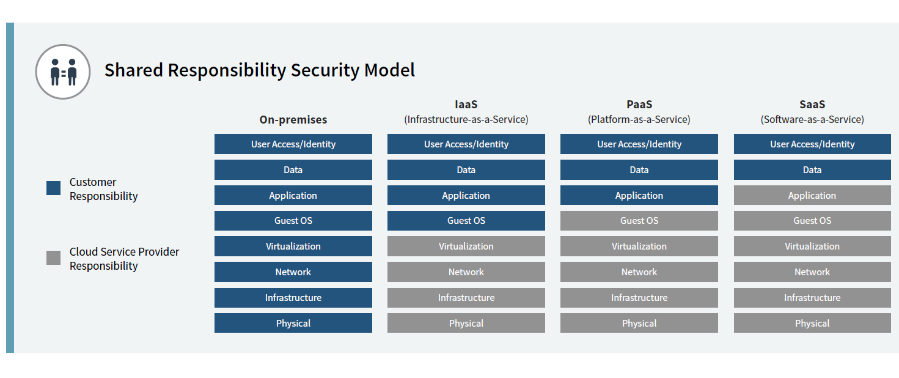 Shared Responsibility Security Model
On-premises
IaaS
(Infrastructure-as-a-Service)
PaaS
(Platform-as-a-Service)
SaaS
(Software-as-a-Service)
Customer
Responsibility
Cloud Service Provider
Responsibility
User Access/Identity
User Access/Identity
User Access/Identity
User Access/Identity
Data
Data
Data
Data
Application
Application
Application
Application
Guest OS
Guest OS
Guest OS
Guest OS
Virtualization
Virtualization
Virtualization
Virtualization
Network
Network
Network
Network
Infrastructure
Infrastructure
Infrastructure
Infrastructure
Physical
Physical
Physical
Physical